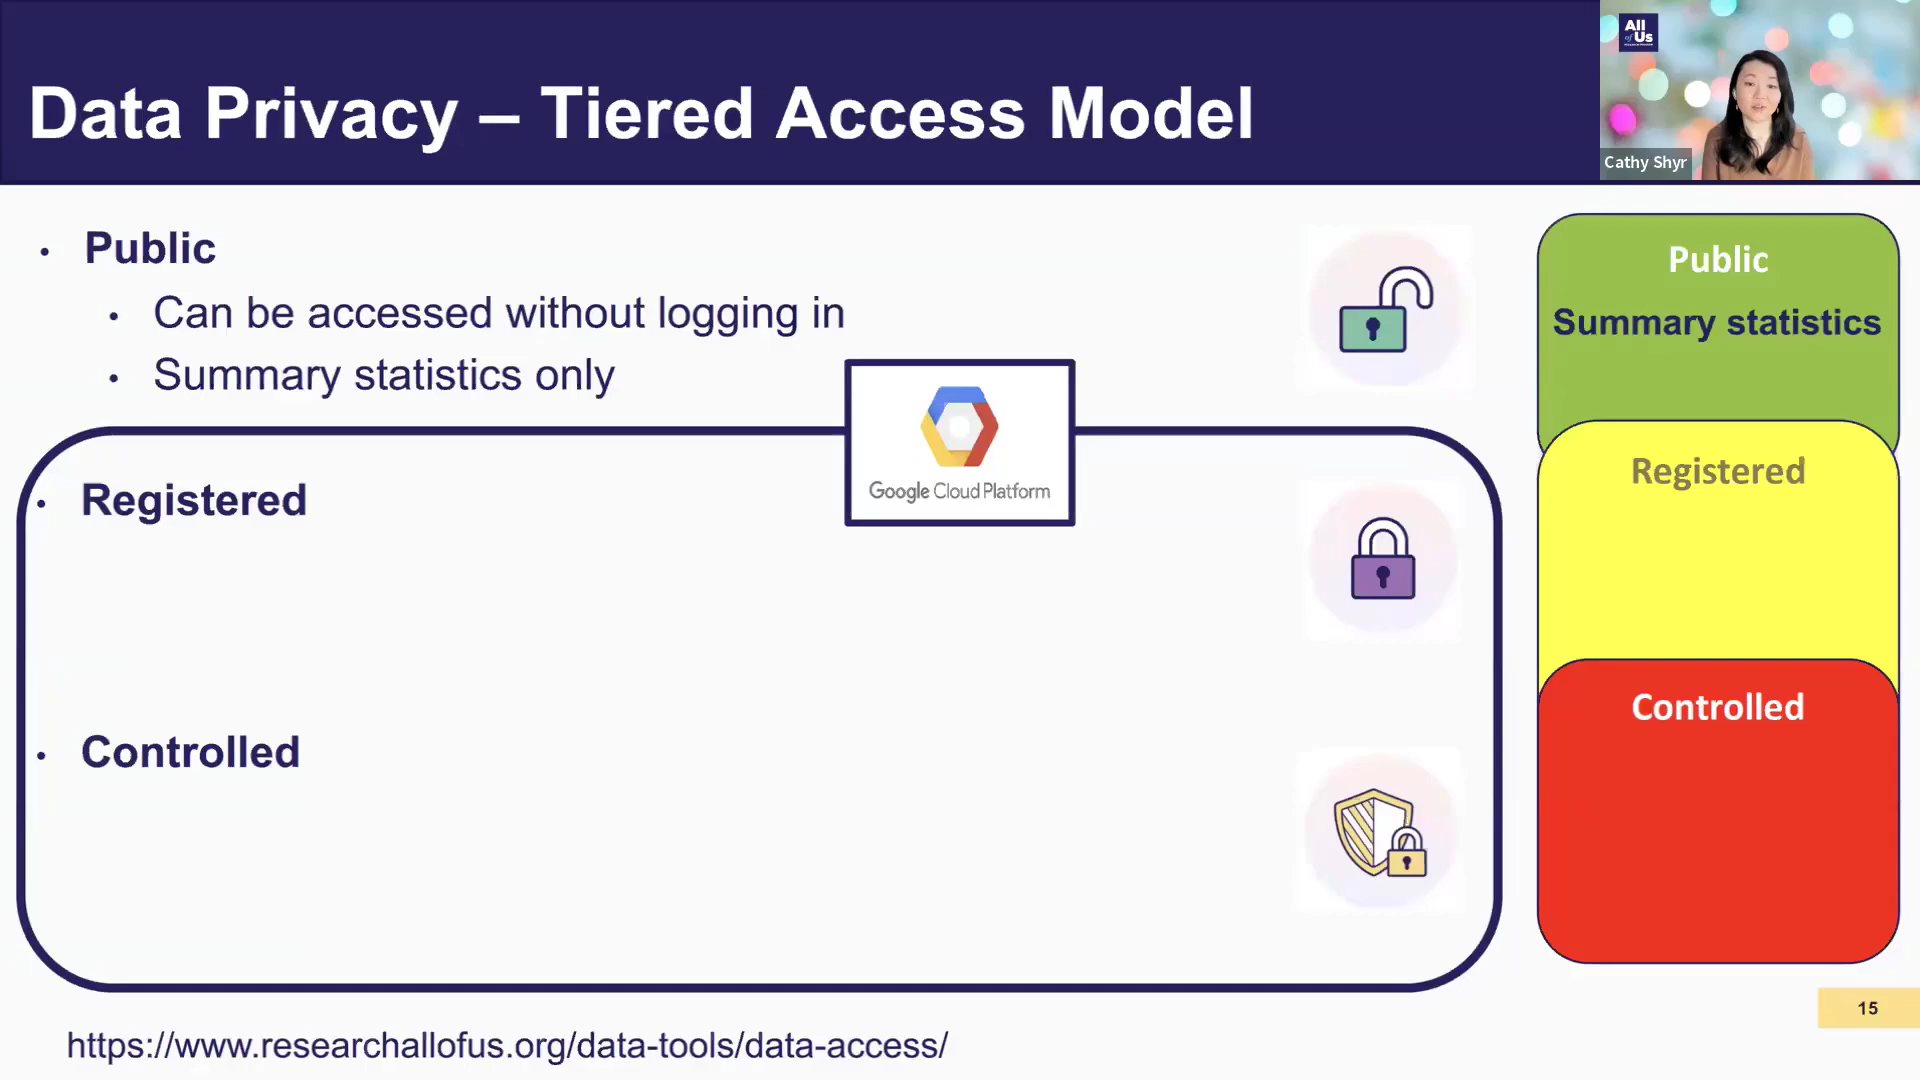 Data Privacy – Tiered Access Model
All
of Us
Cathy Shyr
• Public
• Can be accessed without logging in
• Summary statistics only
Google Cloud Platform
• Registered
• Controlled
Public
Summary statistics
Registered
Controlled
15
https://www.researchallofus.org/data-tools/data-access/